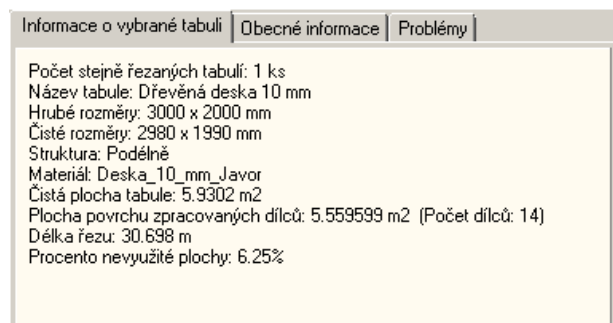 Informace o vybrané tabuli Obecné informace Problémy
Počet stejně řezaných tabulí: 1 ks
Název tabule: Dřevěná deska 10 mm
Hrubé rozměry: 3000 x 2000 mm
Čisté rozměry: 2980 x 1990 mm
Struktura: Podélně
Materiál: Deska_10_mm_Javor
Čistá plocha tabule: 5.9302 m2
Plocha povrchu zpracovaných dílců: 5.559599 m2 (Počet dílců: 14)
Délka řezu: 30.698 m
Procento nevyužité plochy: 6.25%